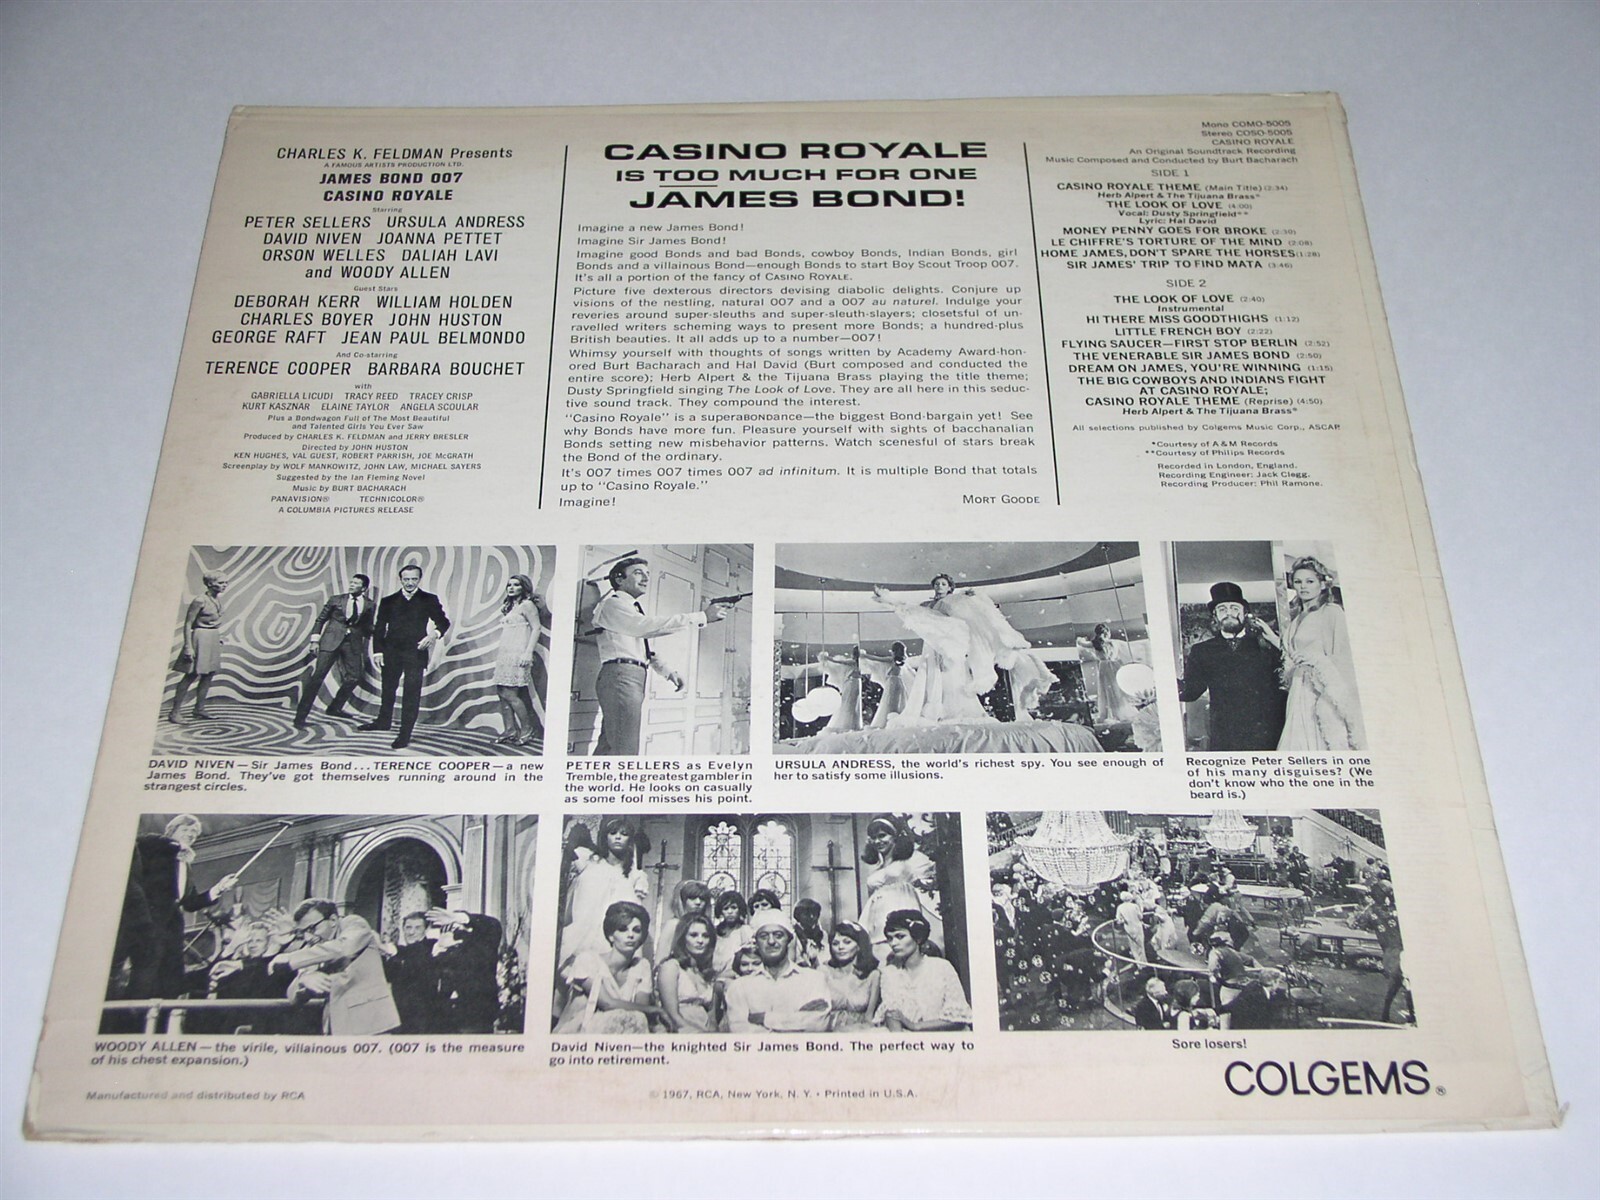 CHARLES K. FELDMAN Presents
A FAMOUS ARTISTS PRODUCTION LTD.
JAMES BOND 007
CASINO ROYALE
Starring
PETER SELLERS URSULA ANDRESS
DAVID NIVEN JOANNA PETTET
ORSON WELLES DALIAH LAVI
and WOODY ALLEN
Guest Stars
DEBORAH KERR WILLIAM HOLDEN
CHARLES BOYER JOHN HUSTON
GEORGE RAFT JEAN PAUL BELMONDO
And Co-starring
TERENCE COOPER BARBARA BOUCHET
with
GABRIELLA LICUDI TRACY REED TRACEY CRISP
KURT KASZNAR ELAINE TAYLOR ANGELA SCOULAR
Plus a Bondwagon Full of The Most Beautiful
and Talented Girls You Ever Saw
Produced by CHARLES K. FELDMAN and JERRY BRESLER
Directed by JOHN HUSTON
KEN HUGHES, VAL GUEST, ROBERT PARRISH, JOE McGRATH
Screenplay by WOLF MANKOWITZ, JOHN LAW, MICHAEL SAYERS
Suggested by the Ian Fleming Novel
Music by BURT BACHARACH
PANAVISION® TECHNICOLOR®
A COLUMBIA PICTURES RELEASE
CASINO ROYALE
IS TOO MUCH FOR ONE
JAMES BOND!
Imagine a new James Bond!
Imagine Sir James Bond!
Imagine good Bonds and bad Bonds, cowboy Bonds, Indian Bonds, girl
Bonds and a villainous Bond—enough Bonds to start Boy Scout Troop 007.
It's all a portion of the fancy of CASINO ROYALE.
Picture five dexterous directors devising diabolic delights. Conjure up
visions of the nestling, natural 007 and a 007 au naturel. Indulge your
reveries around super-sleuths and super-sleuth-slayers; closetsful of un-
ravelled writers scheming ways to present more Bonds; a hundred-plus
British beauties. It all adds up to a number—007!
Whimsy yourself with thoughts of songs written by Academy Award-hon-
ored Burt Bacharach and Hal David (Burt composed and conducted the
entire score); Herb Alpert & the Tijuana Brass playing the title theme;
Dusty Springfield singing The Look of Love. They are all here in this seduc-
tive sound track. They compound the interest.
"Casino Royale" is a superaBONDance—the biggest Bond-bargain yet! See
why Bonds have more fun. Pleasure yourself with sights of bacchanalian
Bonds setting new misbehavior patterns. Watch scenesful of stars break
the Bond of the ordinary.
It's 007 times 007 times 007 ad infinitum. It is multiple Bond that totals
up to "Casino Royale."
Imagine! MORT GOODE
Mono COMO-5005
Stereo COSO-5005
CASINO ROYALE
An Original Soundtrack Recording
Music Composed and Conducted by Burt Bacharach
SIDE 1
CASINO ROYALE THEME (Main Title) (2:34)
Herb Alpert & The Tijuana Brass*
THE LOOK OF LOVE (4:00)
Vocal: Dusty Springfield**
Lyric: Hal David
MONEY PENNY GOES FOR BROKE (2:30)
LE CHIFFRE'S TORTURE OF THE MIND (2:08)
HOME JAMES, DON'T SPARE THE HORSES (1:28)
SIR JAMES' TRIP TO FIND MATA (3:46)
SIDE 2
THE LOOK OF LOVE (2:40)
Instrumental
HI THERE MISS GOODTHIGHS (1:12)
LITTLE FRENCH BOY (2:22)
FLYING SAUCER—FIRST STOP BERLIN (2:52)
THE VENERABLE SIR JAMES BOND (2:50)
DREAM ON JAMES, YOU'RE WINNING (1:15)
THE BIG COWBOYS AND INDIANS FIGHT
AT CASINO ROYALE;
CASINO ROYALE THEME (Reprise) (4:50)
Herb Alpert & The Tijuana Brass*
All selections published by Colgems Music Corp., ASCAP
*Courtesy of A & M Records
**Courtesy of Philips Records
Recorded in London, England.
Recording Engineer: Jack Clegg.
Recording Producer: Phil Ramone.
DAVID NIVEN—Sir James Bond...TERENCE COOPER—a new
James Bond. They've got themselves running around in the
strangest circles.
PETER SELLERS as Evelyn
Tremble, the greatest gambler in
the world. He looks on casually
as some fool misses his point.
URSULA ANDRESS, the world's richest spy. You see enough of
her to satisfy some illusions.
Recognize Peter Sellers in one
of his many disguises? (We
don't know who the one in the
beard is.)
WOODY ALLEN—the virile, villainous 007. (007 is the measure
of his chest expansion.)
David Niven—the knighted Sir James Bond. The perfect way to
go into retirement.
Sore losers!
COLGEMS®
Manufactured and distributed by RCA
© 1967, RCA, New York, N. Y. • Printed in U.S.A.